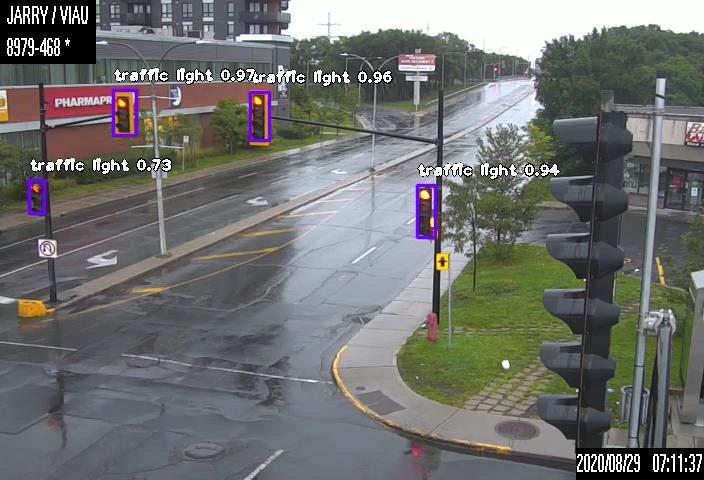 JARRY / VIAU
8979-468 *
traffic light 0.97
traffic light 0.96
PHARMAPR
traffic light 0.73
traffic light 0.94
2020/08/29 07:11:37